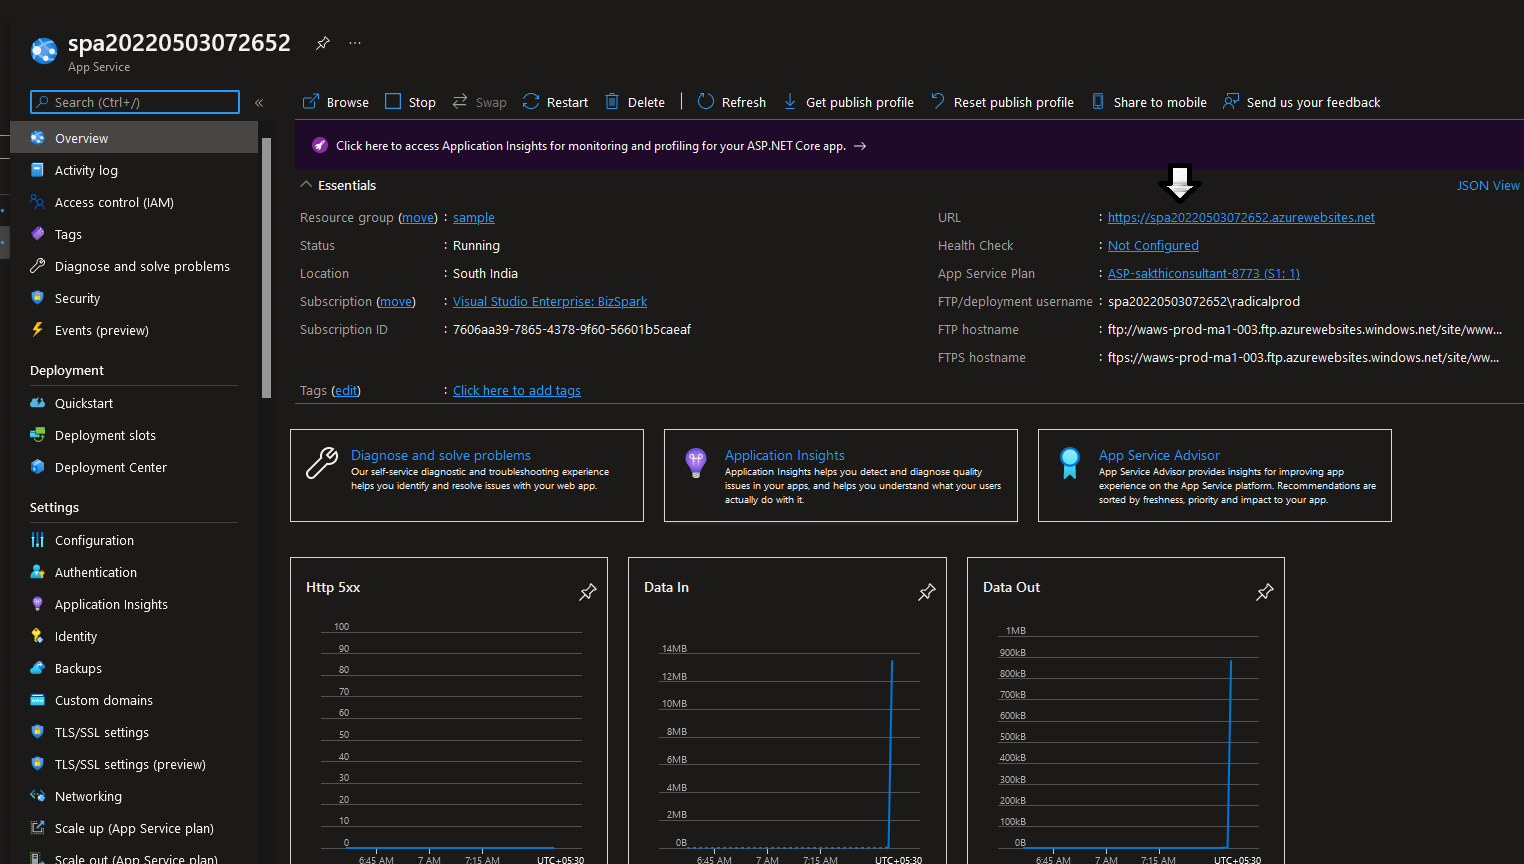 spa20220503072652
App Service
Search (Ctrl+/)
Overview
Activity log
Access control (IAM)
Tags
Diagnose and solve problems
Security
Events (preview)
Deployment
Quickstart
Deployment slots
Deployment Center
Settings
Configuration
Authentication
Application Insights
Identity
Backups
Custom domains
TLS/SSL settings
TLS/SSL settings (preview)
Networking
Scale up (App Service plan)
Scale out (App Service plan)
Browse Stop Swap Restart Delete Refresh Get publish profile Reset publish profile Share to mobile Send us your feedback
Click here to access Application Insights for monitoring and profiling for your ASP.NET Core app. →
Essentials
JSON View
Resource group (move) : sample
Status : Running
Location : South India
Subscription (move) : Visual Studio Enterprise: BizSpark
Subscription ID : 7606aa39-7865-4378-9f60-56601b5caeaf
URL : https://spa20220503072652.azurewebsites.net
Health Check : Not Configured
App Service Plan : ASP-sakthiconsultant-8773 (S1: 1)
FTP/deployment username : spa20220503072652\radicalprod
FTP hostname : ftp://waws-prod-ma1-003.ftp.azurewebsites.windows.net/site/www...
FTPS hostname : ftps://waws-prod-ma1-003.ftp.azurewebsites.windows.net/site/ww...
Tags (edit) : Click here to add tags
Diagnose and solve problems
Our self-service diagnostic and troubleshooting experience
helps you identify and resolve issues with your web app.
Application Insights
Application Insights helps you detect and diagnose quality
issues in your apps, and helps you understand what your users
actually do with it.
App Service Advisor
App Service Advisor provides insights for improving app
experience on the App Service platform. Recommendations are
sorted by freshness, priority and impact to your app.
Http 5xx
100
90
80
70
60
50
40
30
20
10
0
6:45 AM 7 AM 7:15 AM UTC+05:30
Data In
14MB
12MB
10MB
8MB
6MB
4MB
2MB
0B
6:45 AM 7 AM 7:15 AM UTC+05:30
Data Out
1MB
900kB
800kB
700kB
600kB
500kB
400kB
300kB
200kB
100kB
0B
6:45 AM 7 AM 7:15 AM UTC+05:30